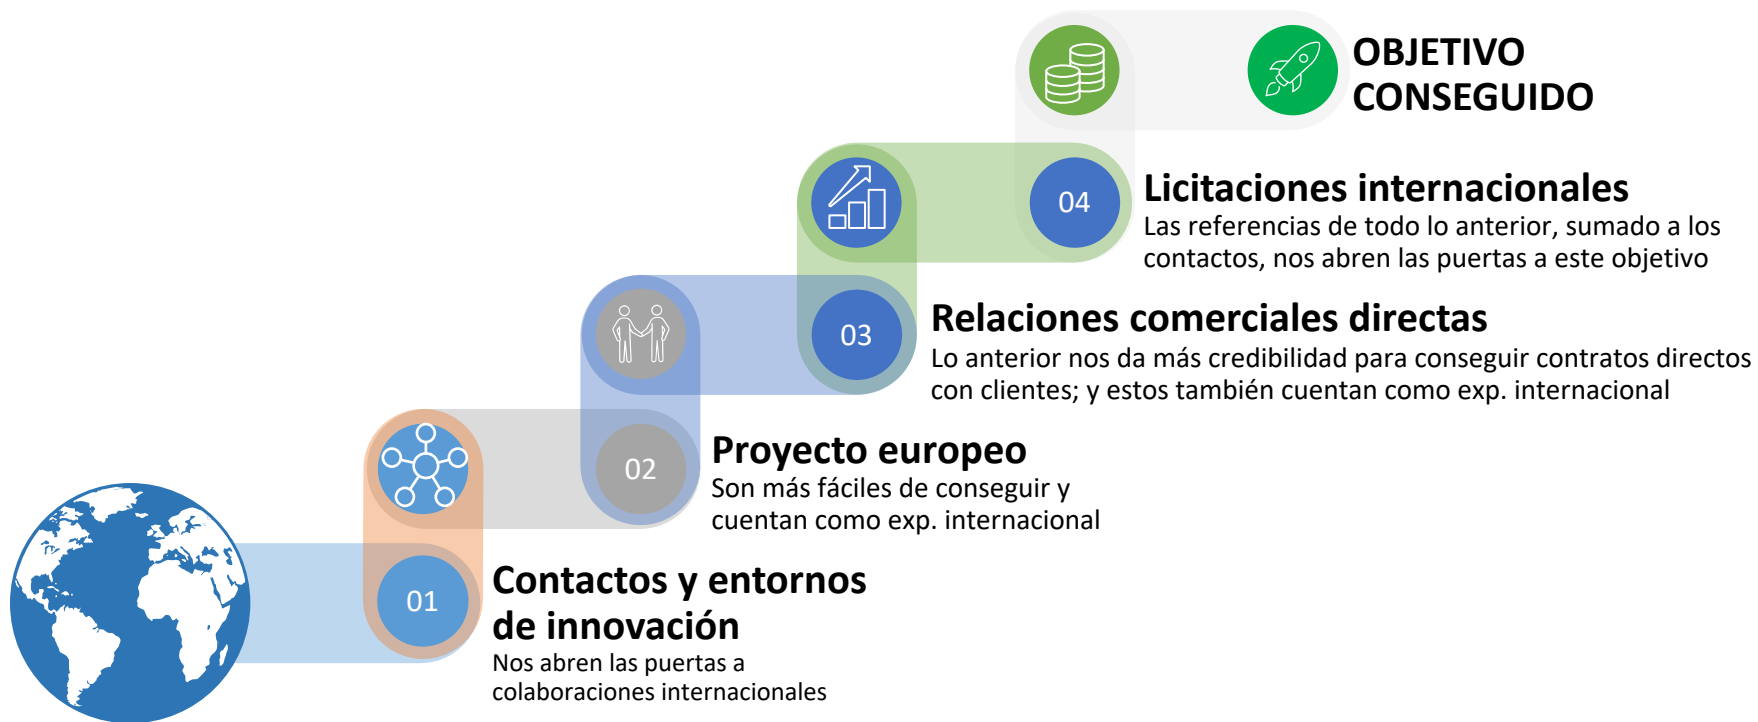 OBJETIVO
CONSEGUIDO
04
Licitaciones internacionales
Las referencias de todo lo anterior, sumado a los
contactos, nos abren las puertas a este objetivo
03
Relaciones comerciales directas
Lo anterior nos da más credibilidad para conseguir contratos directos
con clientes; y estos también cuentan como exp. internacional
02
Proyecto europeo
Son más fáciles de conseguir y
cuentan como exp. internacional
01
Contactos y entornos
de innovación
Nos abren las puertas a
colaboraciones internacionales